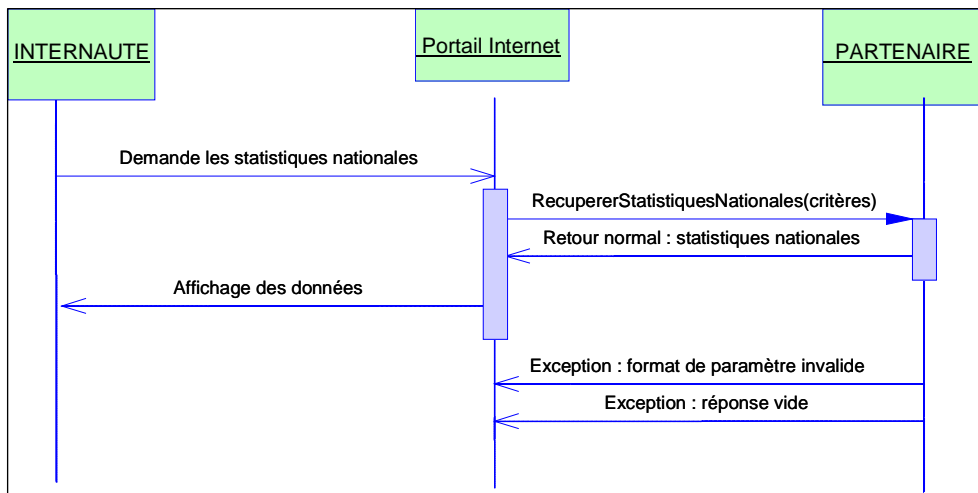 INTERNAUTE
Portail Internet
PARTENAIRE
Demande les statistiques nationales
RecupererStatistiquesNationales(critères)
Retour normal : statistiques nationales
Affichage des données
Exception : format de paramètre invalide
Exception : réponse vide